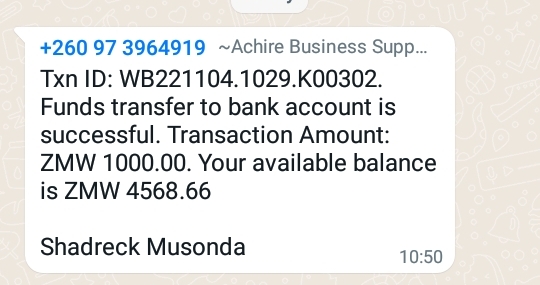 +260 97 3964919 ~Achire Business Supp...
Txn ID: WB221104.1029.K00302.
Funds transfer to bank account is
successful. Transaction Amount:
ZMW 1000.00. Your available balance
is ZMW 4568.66
Shadreck Musonda
10:50